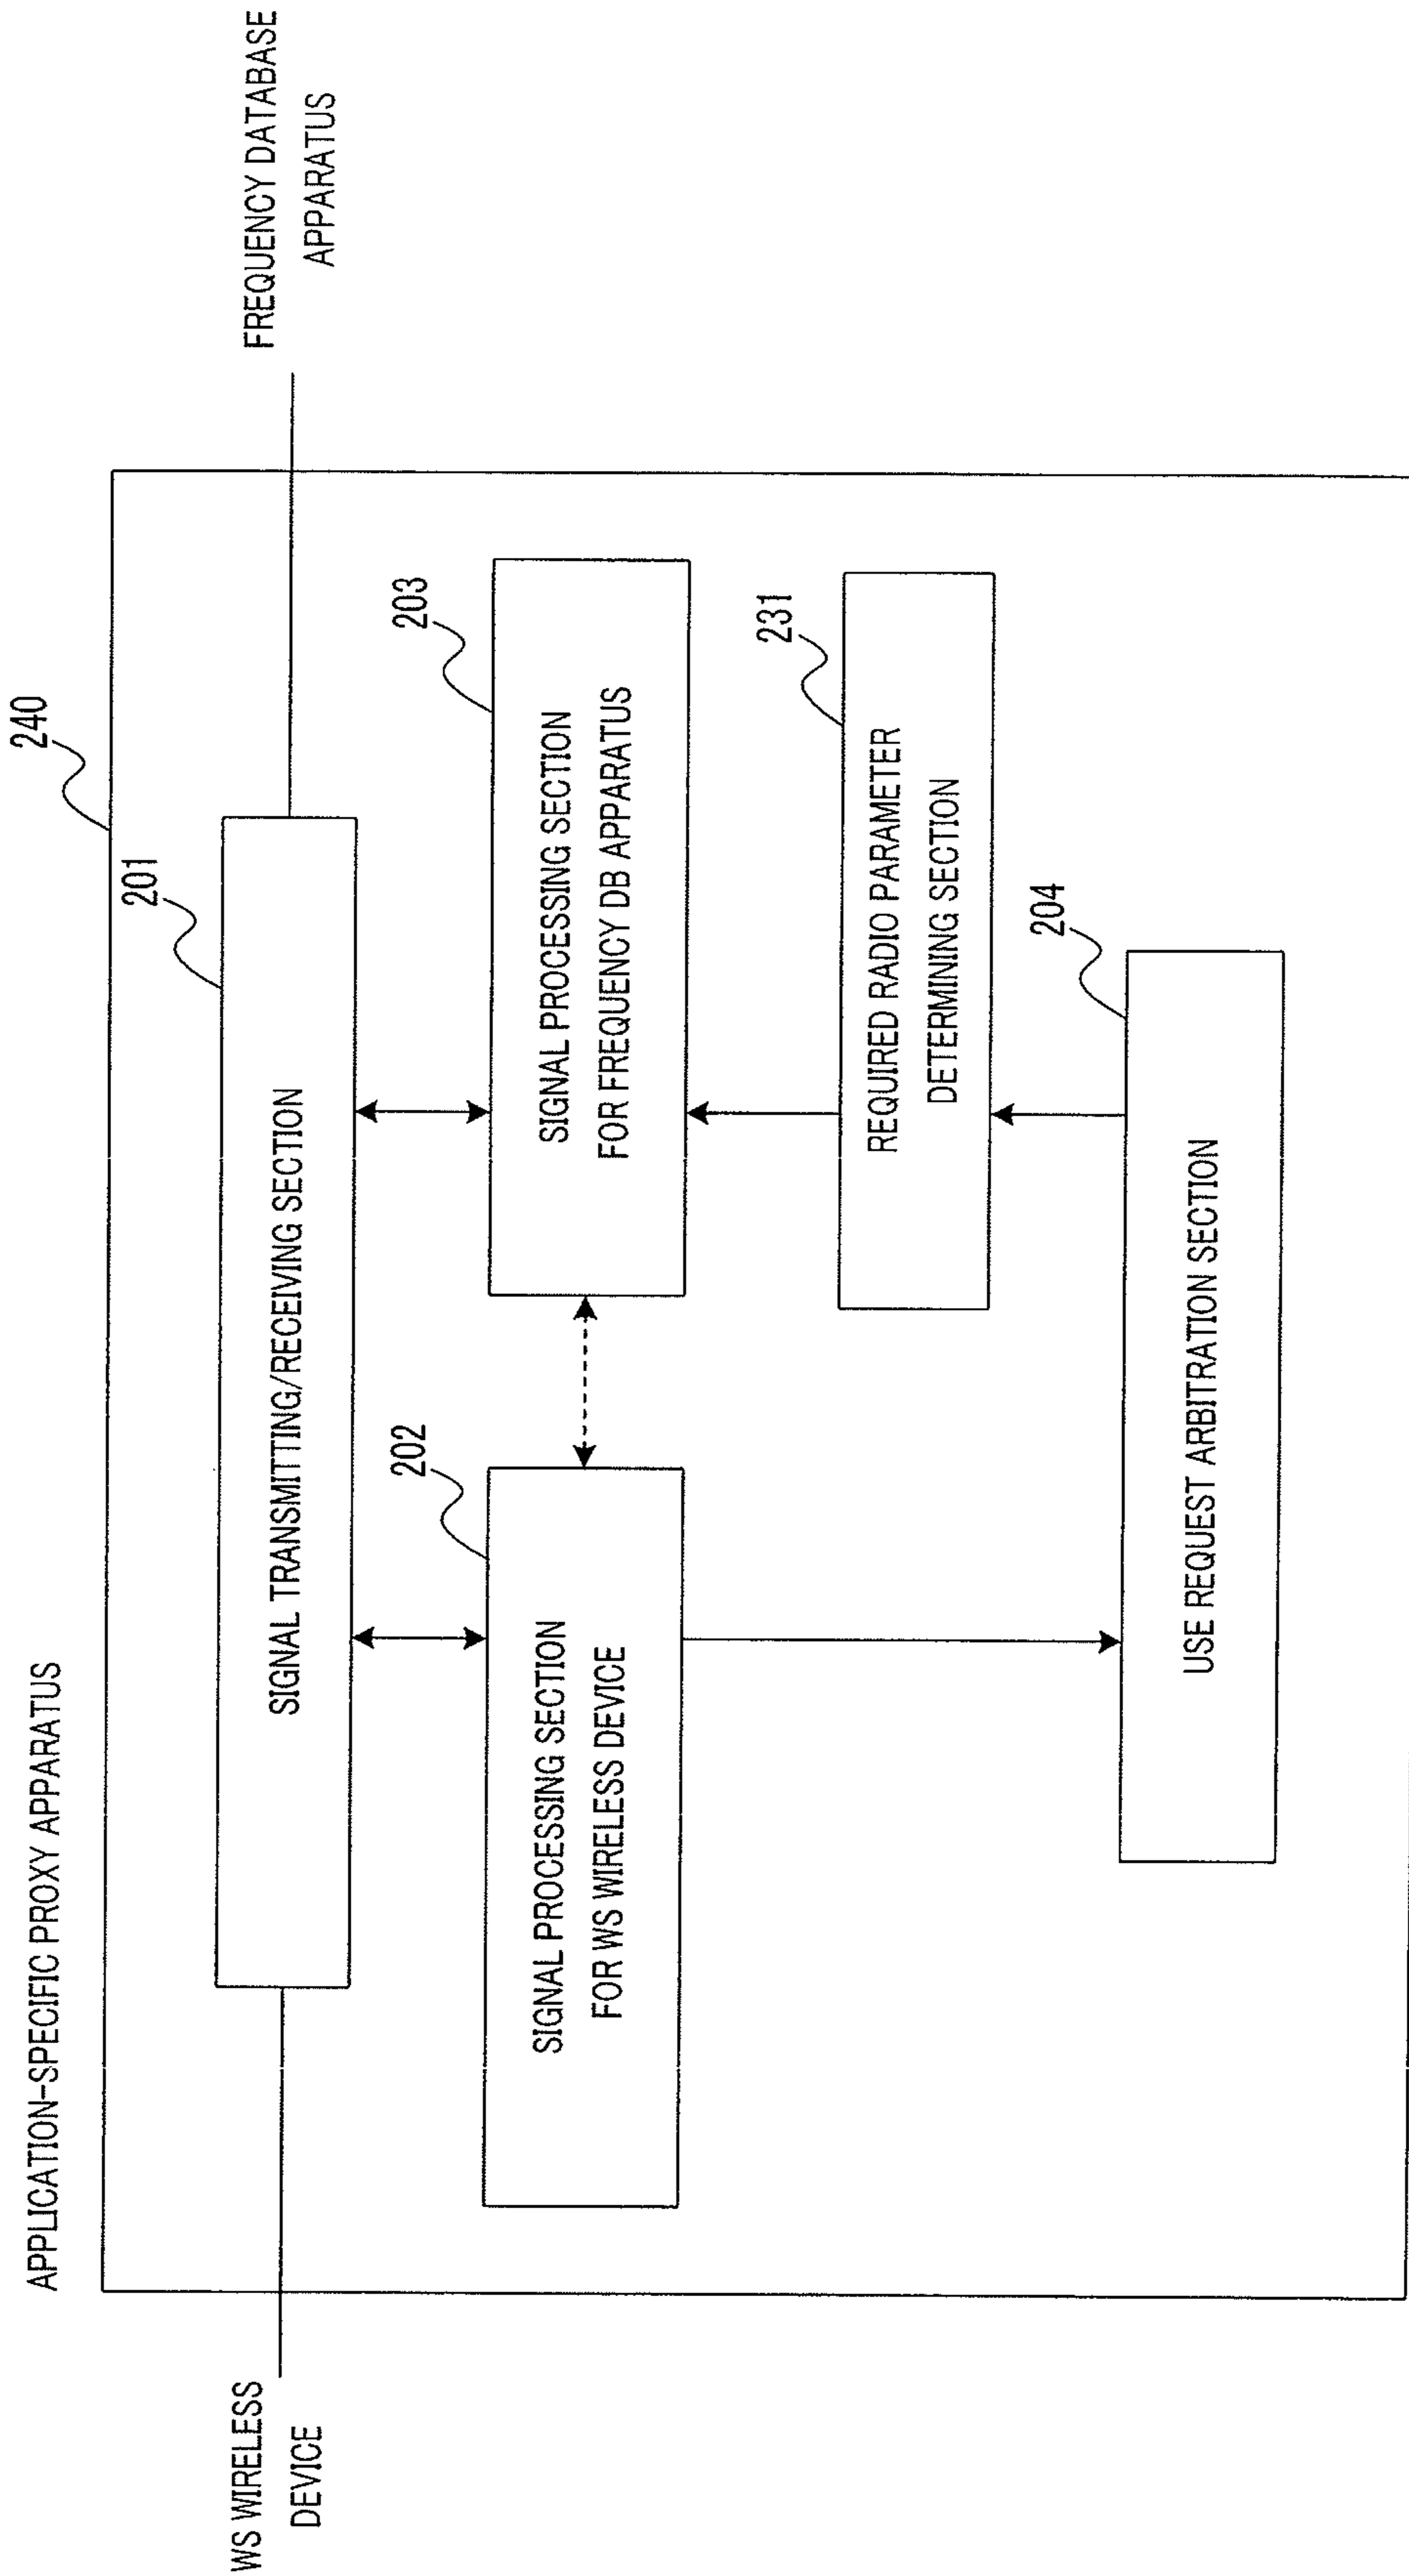 APPLICATION-SPECIFIC PROXY APPARATUS
240
WS WIRELESS
DEVICE
FREQUENCY DATABASE
APPARATUS
201
SIGNAL TRANSMITTING/RECEIVING SECTION
202
SIGNAL PROCESSING SECTION
FOR WS WIRELESS DEVICE
203
SIGNAL PROCESSING SECTION
FOR FREQUENCY DB APPARATUS
231
REQUIRED RADIO PARAMETER
DETERMINING SECTION
204
USE REQUEST ARBITRATION SECTION